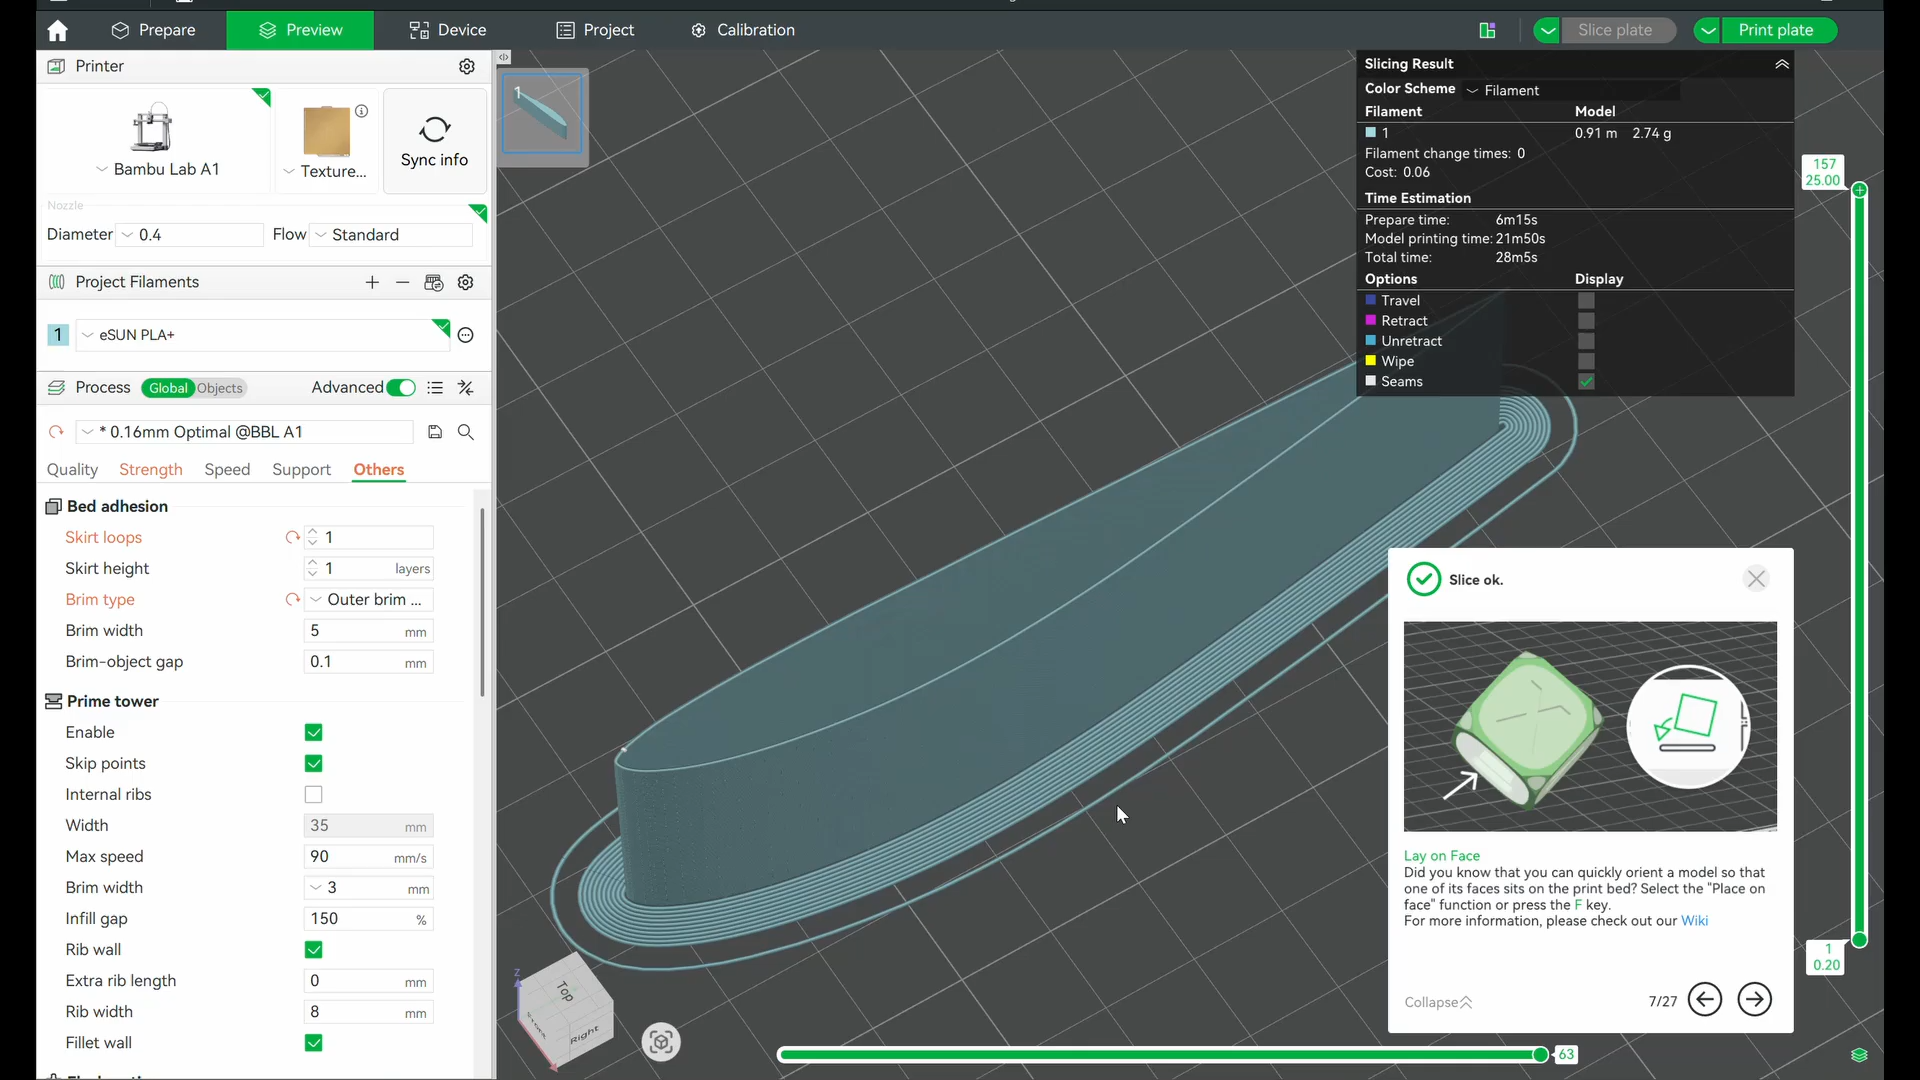 Prepare
Preview
Device
Project
Calibration
Slice plate
Print plate
Printer
Bambu Lab A1
Texture...
Sync info
Nozzle
Diameter
0.4
Flow
Standard
Project Filaments
1
eSUN PLA+
Process
Global
Objects
Advanced
* 0.16mm Optimal @BBL A1
Quality
Strength
Speed
Support
Others
Bed adhesion
Skirt loops
1
Skirt height
1 layers
Brim type
Outer brim ...
Brim width
5 mm
Brim-object gap
0.1 mm
Prime tower
Enable
Skip points
Internal ribs
Width
35 mm
Max speed
90 mm/s
Brim width
3 mm
Infill gap
150 %
Rib wall
Extra rib length
0 mm
Rib width
8 mm
Fillet wall
1
Slicing Result
Color Scheme
Filament
Filament Model
1 0.91 m 2.74 g
Filament change times: 0
Cost: 0.06
Time Estimation
Prepare time: 6m15s
Model printing time: 21m50s
Total time: 28m5s
Options Display
Travel
Retract
Unretract
Wipe
Seams
157
25.00
Slice ok.
Lay on Face
Did you know that you can quickly orient a model so that
one of its faces sits on the print bed? Select the "Place on
face" function or press the F key.
For more information, please check out our Wiki
Collapse
7/27
1
0.20
Z
Top
Front
Right
63